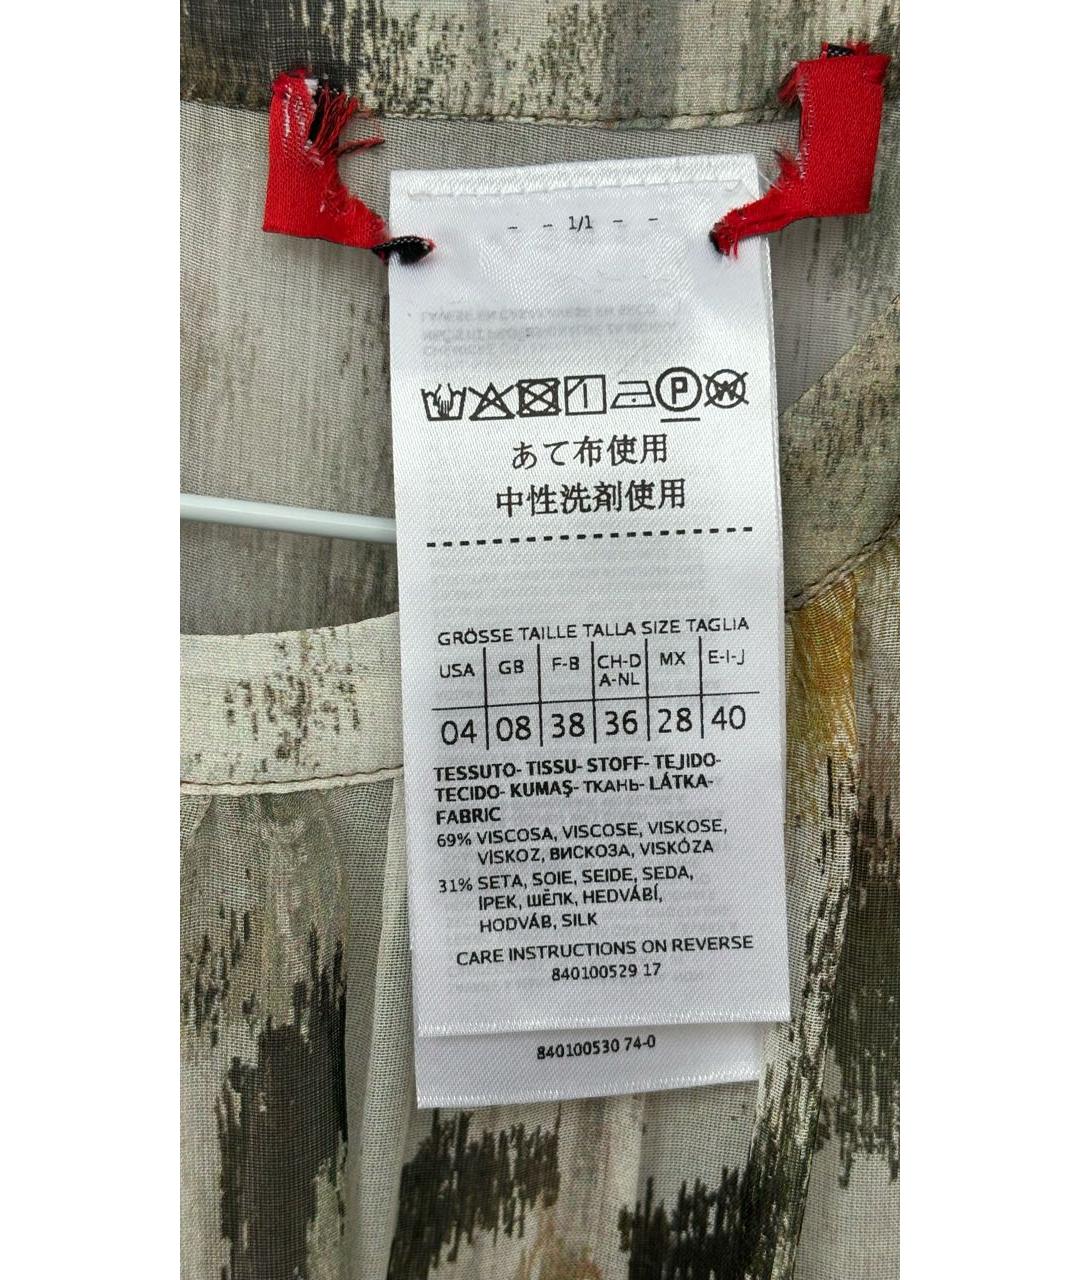 - - 1/1 - -
あて布使用
中性洗剤使用
GRÖSSE TAILLE TALLA SIZE TAGLIA
USA GB F-B CH-D A-NL MX E-I-J
04 08 38 36 28 40
TESSUTO- TISSU- STOFF- TEJIDO-
TECIDO- KUMAŞ- ТКАНЬ- LÁTKA-
FABRIC
69% VISCOSA, VISCOSE, VISKOSE,
VİSKOZ, ВИСКОЗА, VISKÓZA
31% SETA, SOIE, SEIDE, SEDA,
İPEK, ШЁЛК, HEDVÁBÍ,
HODVÁB, SILK
CARE INSTRUCTIONS ON REVERSE
840100529 17
840100530 74-0